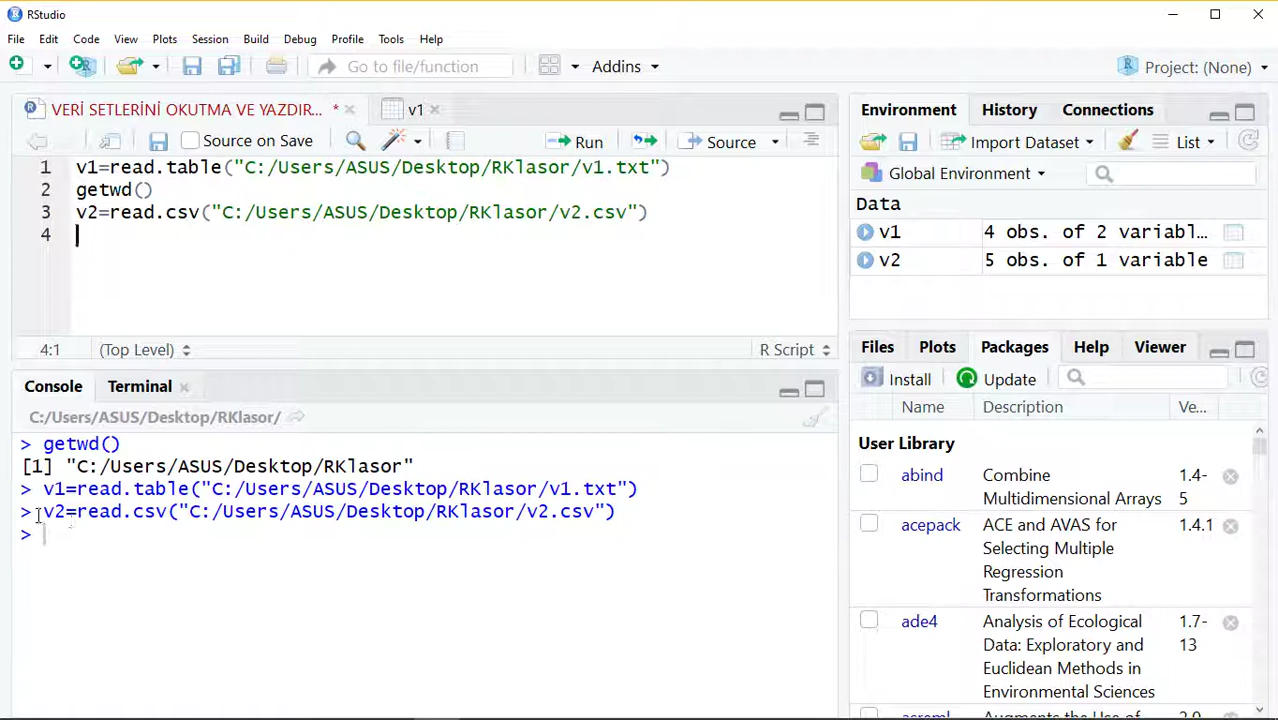 RStudio
File Edit Code View Plots Session Build Debug Profile Tools Help
Go to file/function Addins Project: (None)
VERİ SETLERİNİ OKUTMA VE YAZDIR... * v1
Source on Save Run Source
1 v1=read.table("C:/Users/ASUS/Desktop/RKlasor/v1.txt")
2 getwd()
3 v2=read.csv("C:/Users/ASUS/Desktop/RKlasor/v2.csv")
4
4:1 (Top Level) R Script
Console Terminal
C:/Users/ASUS/Desktop/RKlasor/
> getwd()
[1] "C:/Users/ASUS/Desktop/RKlasor"
> v1=read.table("C:/Users/ASUS/Desktop/RKlasor/v1.txt")
> v2=read.csv("C:/Users/ASUS/Desktop/RKlasor/v2.csv")
>
Environment History Connections
Import Dataset List
Global Environment
Data
v1 4 obs. of 2 variabl...
v2 5 obs. of 1 variable
Files Plots Packages Help Viewer
Install Update
Name Description Ve...
User Library
abind Combine 1.4-
Multidimensional Arrays 5
acepack ACE and AVAS for 1.4.1
Selecting Multiple
Regression
Transformations
ade4 Analysis of Ecological 1.7-
Data: Exploratory and 13
Euclidean Methods in
Environmental Sciences